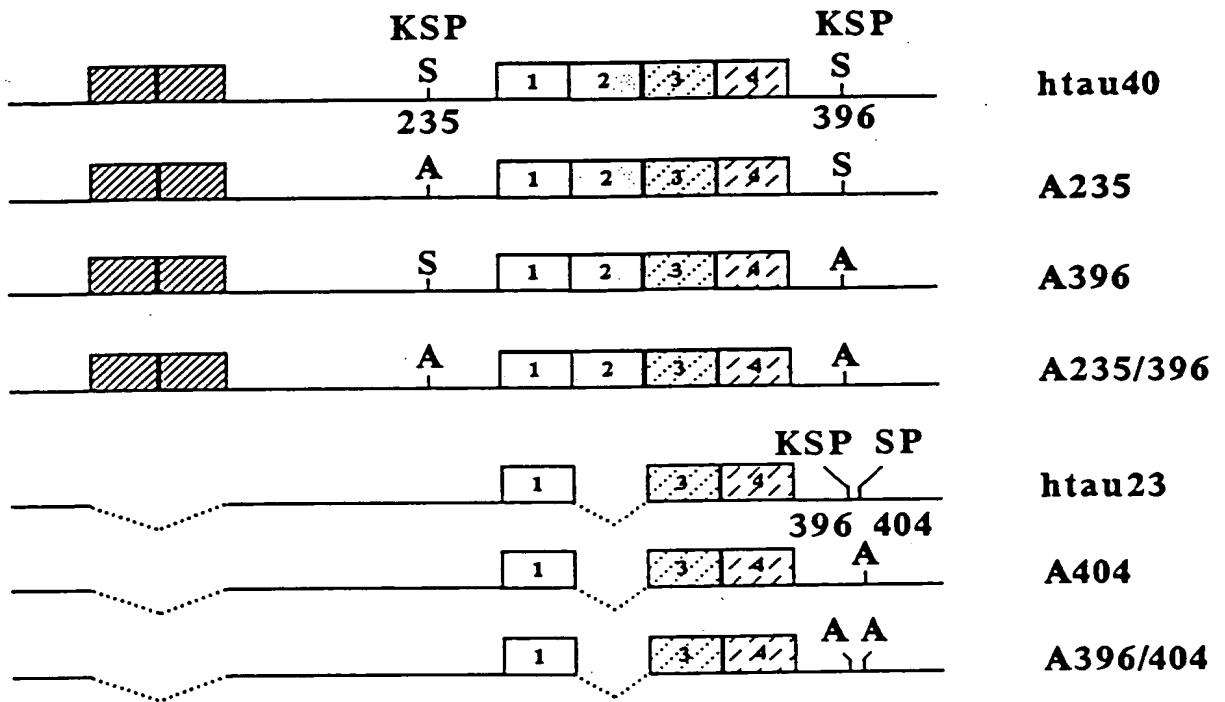 KSP KSP
S 1 2 3 4 S htau40
235 396
A 1 2 3 4 S A235
S 1 2 3 4 A A396
A 1 2 3 4 A A235/396
KSP SP
1 3 4 htau23
396 404
A
1 3 4 A404
A A
1 3 4 A396/404